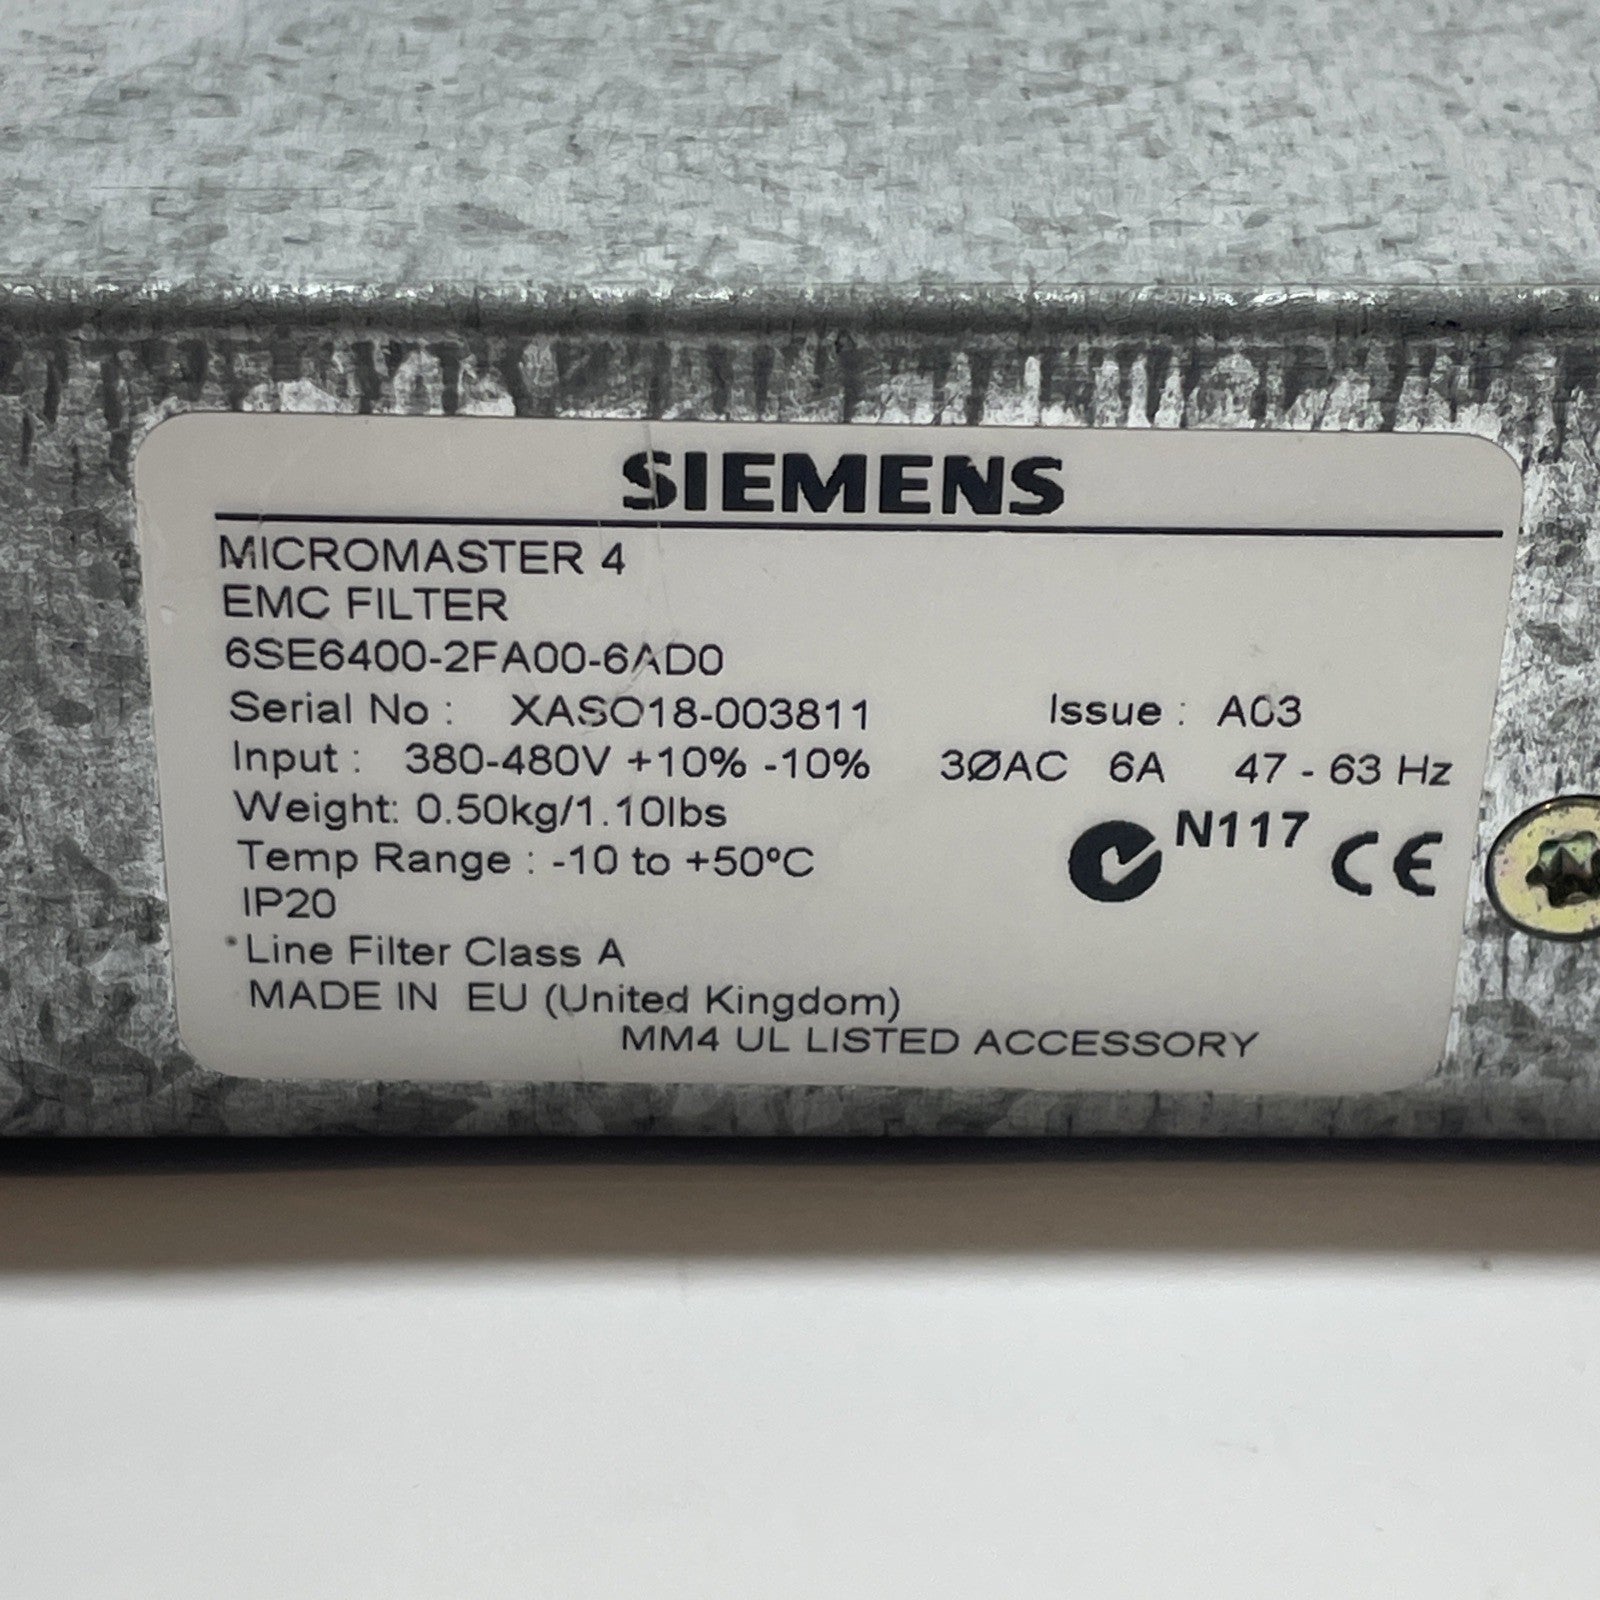 SIEMENS
MICROMASTER 4
EMC FILTER
6SE6400-2FA00-6AD0
Serial No : XASO18-003811 Issue : A03
Input : 380-480V +10% -10% 3ØAC 6A 47 - 63 Hz
Weight: 0.50kg/1.10lbs
N117 CE
Temp Range : -10 to +50ºC
IP20
*Line Filter Class A
MADE IN EU (United Kingdom)
MM4 UL LISTED ACCESSORY